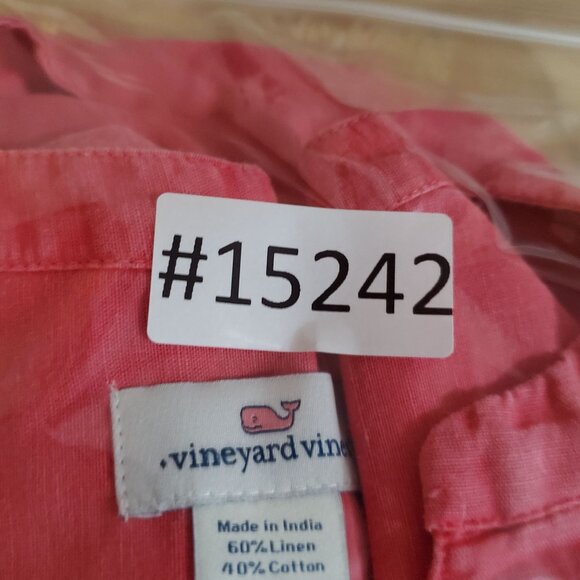 #15242
.vineyard vine
Made in India
60% Linen
40% Cotton